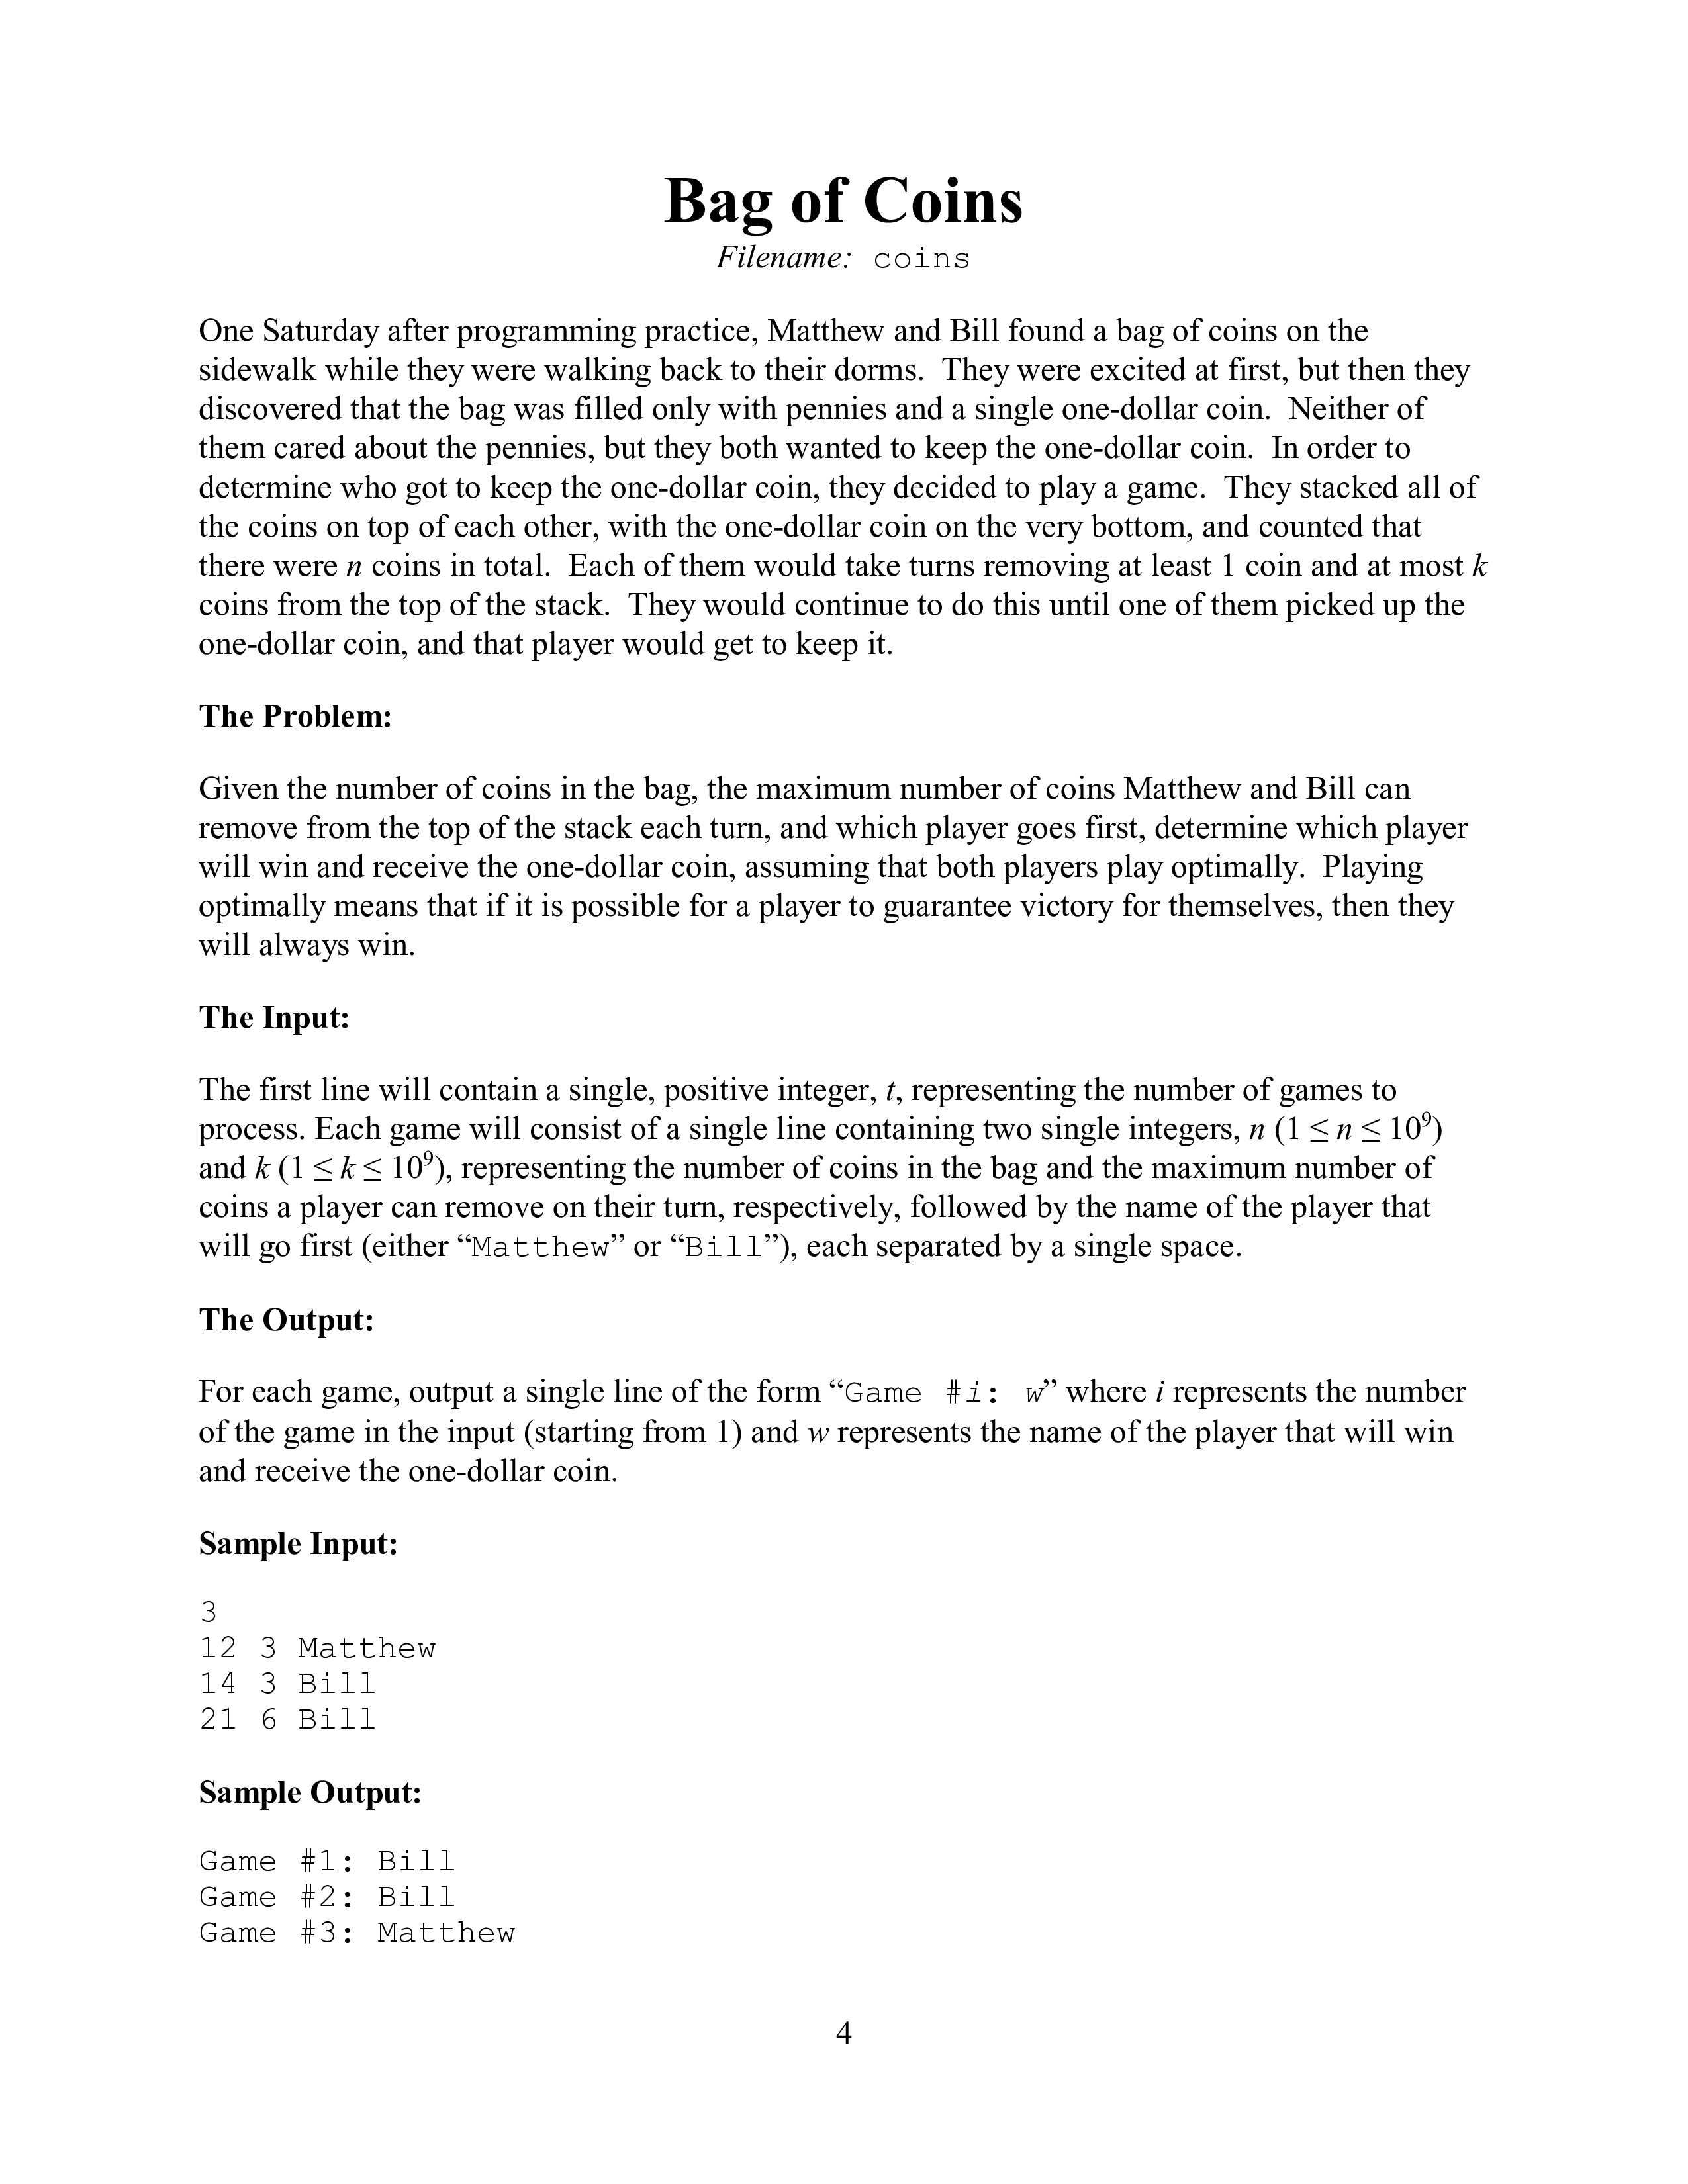 Bag of Coins
Filename: coins
One Saturday after programming practice, Matthew and Bill found a bag of coins on the
sidewalk while they were walking back to their dorms. They were excited at first, but then they
discovered that the bag was filled only with pennies and a single one-dollar coin. Neither of
them cared about the pennies, but they both wanted to keep the one-dollar coin. In order to
determine who got to keep the one-dollar coin, they decided to play a game. They stacked all of
the coins on top of each other, with the one-dollar coin on the very bottom, and counted that
there were n coins in total. Each of them would take turns removing at least 1 coin and at most k
coins from the top of the stack. They would continue to do this until one of them picked up the
one-dollar coin, and that player would get to keep it.
The Problem:
Given the number of coins in the bag, the maximum number of coins Matthew and Bill can
remove from the top of the stack each turn, and which player goes first, determine which player
will win and receive the one-dollar coin, assuming that both players play optimally. Playing
optimally means that if it is possible for a player to guarantee victory for themselves, then they
will always win.
The Input:
The first line will contain a single, positive integer, t, representing the number of games to
process. Each game will consist of a single line containing two single integers, n (1 ≤ n ≤ 10⁹)
and k (1 ≤ k ≤ 10⁹), representing the number of coins in the bag and the maximum number of
coins a player can remove on their turn, respectively, followed by the name of the player that
will go first (either “Matthew” or “Bill”), each separated by a single space.
The Output:
For each game, output a single line of the form “Game #i: w” where i represents the number
of the game in the input (starting from 1) and w represents the name of the player that will win
and receive the one-dollar coin.
Sample Input:
3
12 3 Matthew
14 3 Bill
21 6 Bill
Sample Output:
Game #1: Bill
Game #2: Bill
Game #3: Matthew
4